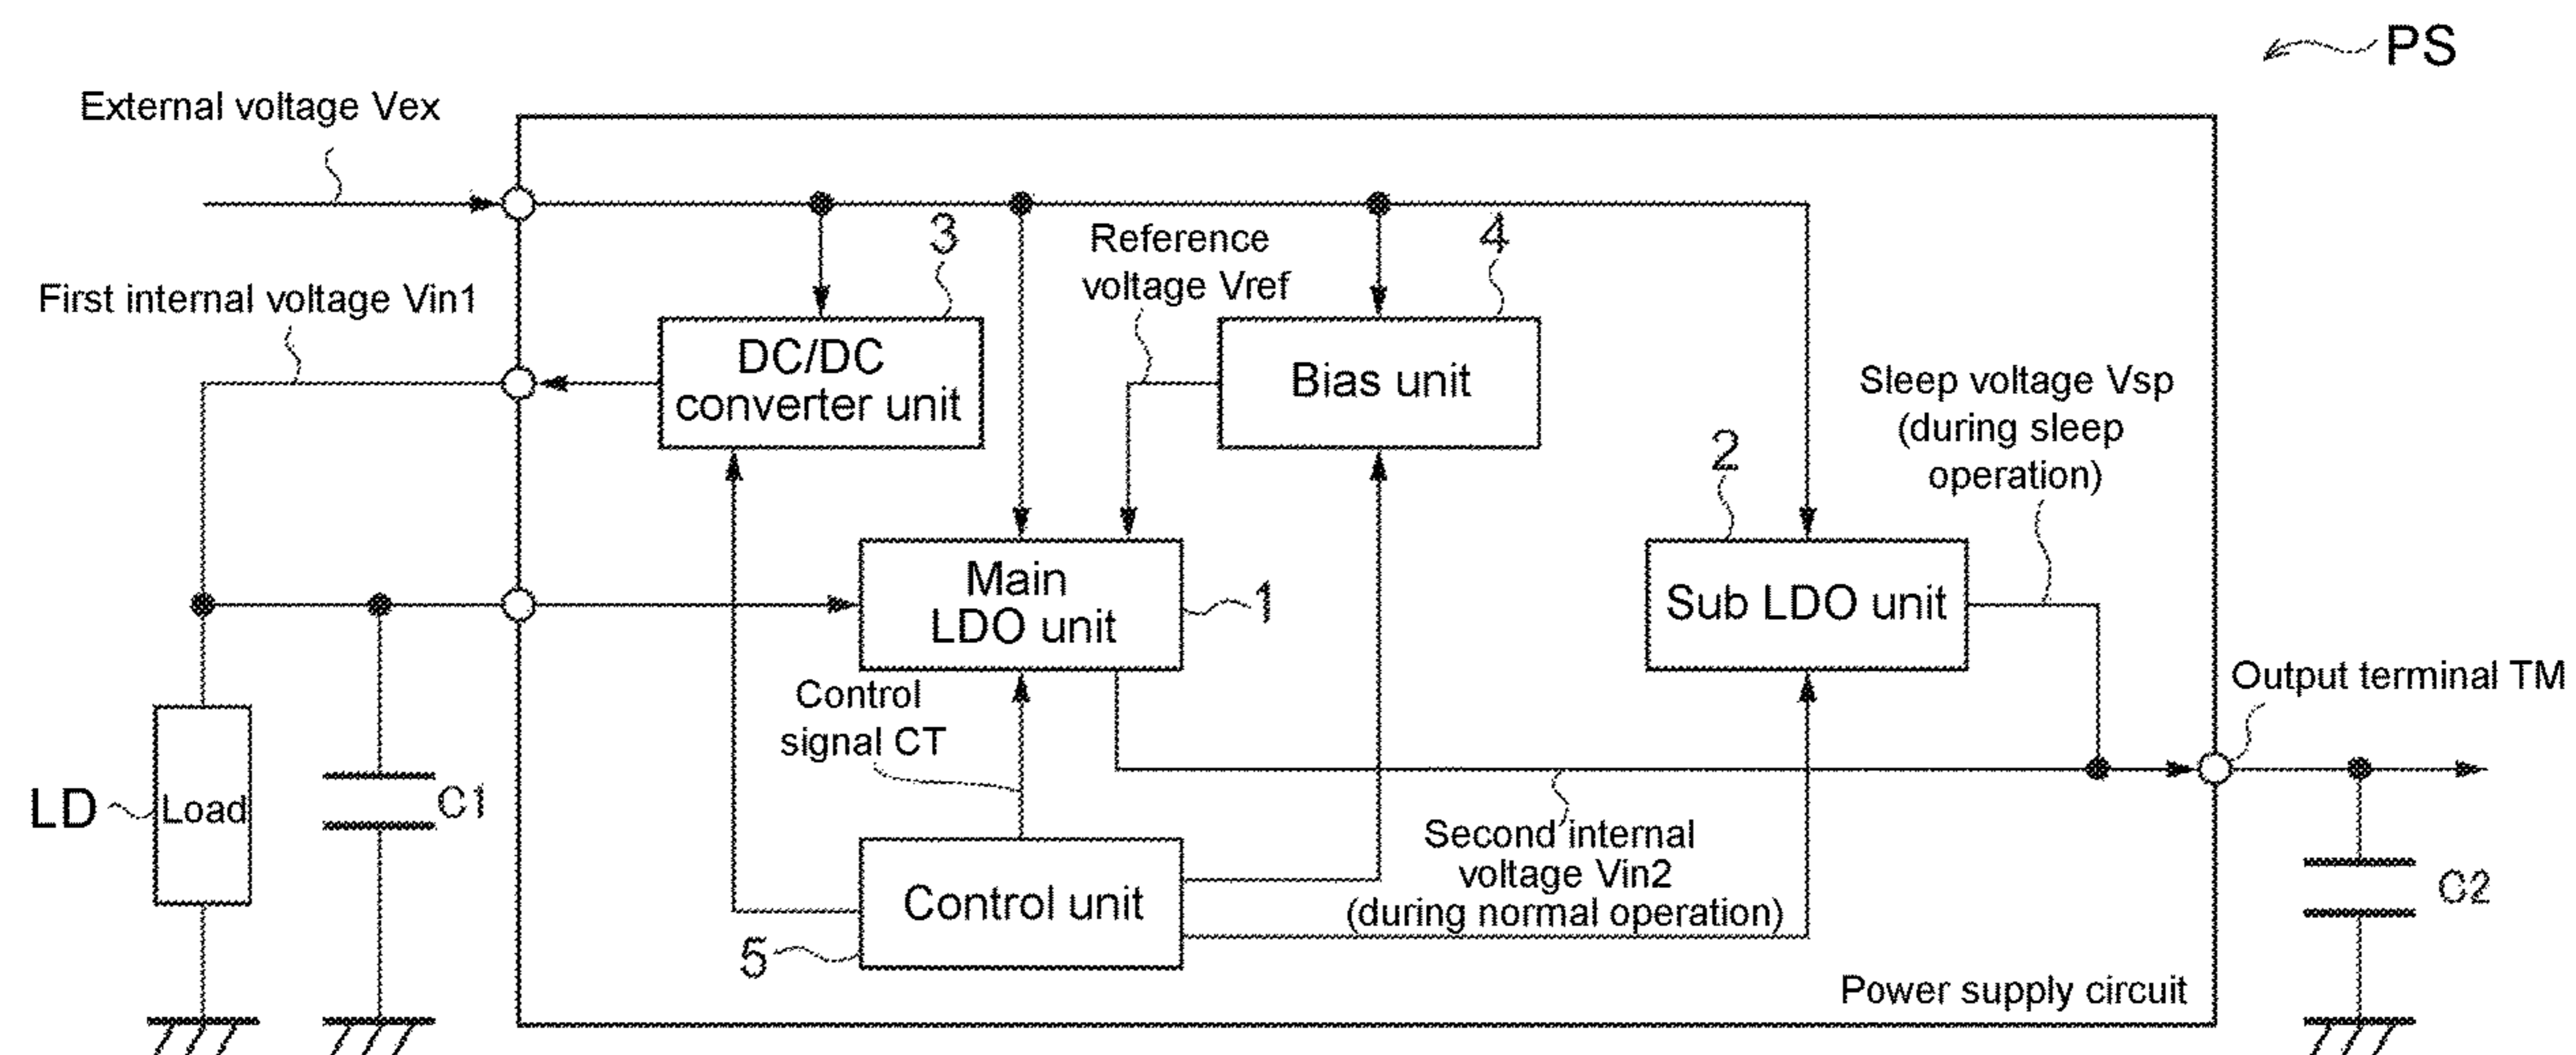 PS
External voltage Vex
3
Reference
voltage Vref
4
First internal voltage Vin1
DC/DC
converter unit
Bias unit
Sleep voltage Vsp
(during sleep
operation)
2
Main
LDO unit
1
Sub LDO unit
Output terminal TM
Control
signal CT
LD
Load
C1
Second internal
voltage Vin2
(during normal operation)
Control unit
5
C2
Power supply circuit